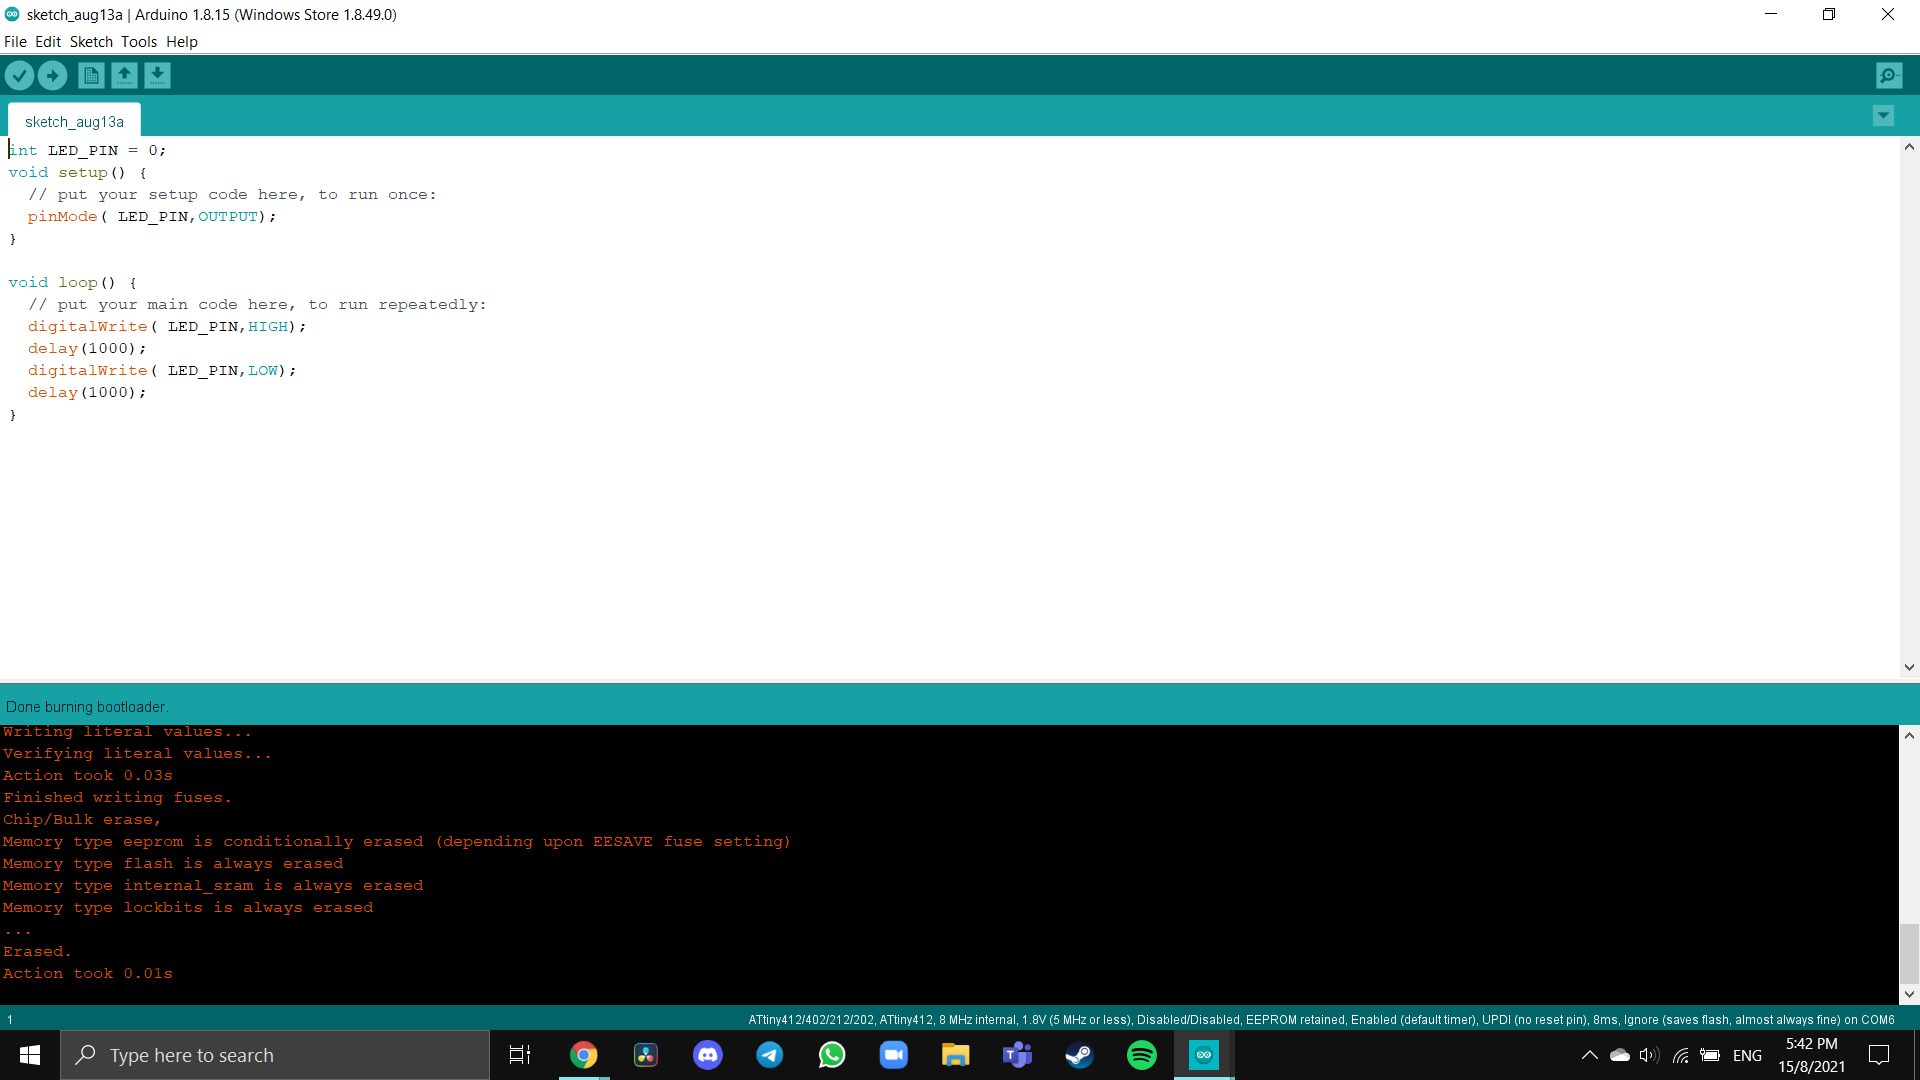 sketch_aug13a | Arduino 1.8.15 (Windows Store 1.8.49.0)
File Edit Sketch Tools Help
sketch_aug13a
int LED_PIN = 0;
void setup() {
  // put your setup code here, to run once:
  pinMode( LED_PIN,OUTPUT);
}
void loop() {
  // put your main code here, to run repeatedly:
  digitalWrite( LED_PIN,HIGH);
  delay(1000);
  digitalWrite( LED_PIN,LOW);
  delay(1000);
}
Done burning bootloader.
Writing literal values...
Verifying literal values...
Action took 0.03s
Finished writing fuses.
Chip/Bulk erase,
Memory type eeprom is conditionally erased (depending upon EESAVE fuse setting)
Memory type flash is always erased
Memory type internal_sram is always erased
Memory type lockbits is always erased
...
Erased.
Action took 0.01s
1 ATtiny412/402/212/202, ATtiny412, 8 MHz internal, 1.8V (5 MHz or less), Disabled/Disabled, EEPROM retained, Enabled (default timer), UPDI (no reset pin), 8ms, Ignore (saves flash, almost always fine) on COM6
Type here to search
ENG
5:42 PM
15/8/2021